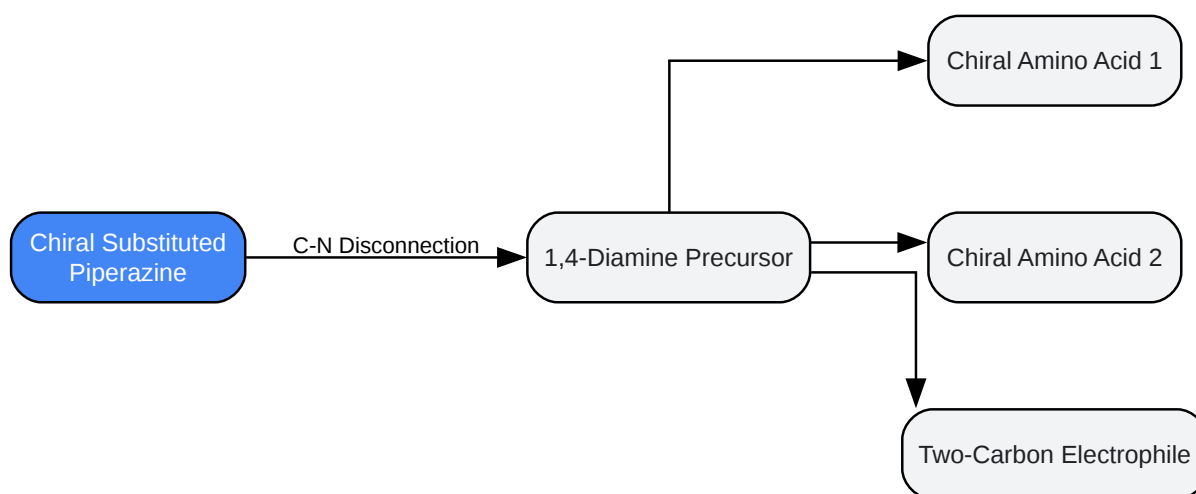 Chiral Amino Acid 1
Chiral Substituted
Piperazine
C-N Disconnection
1,4-Diamine Precursor
Chiral Amino Acid 2
Two-Carbon Electrophile